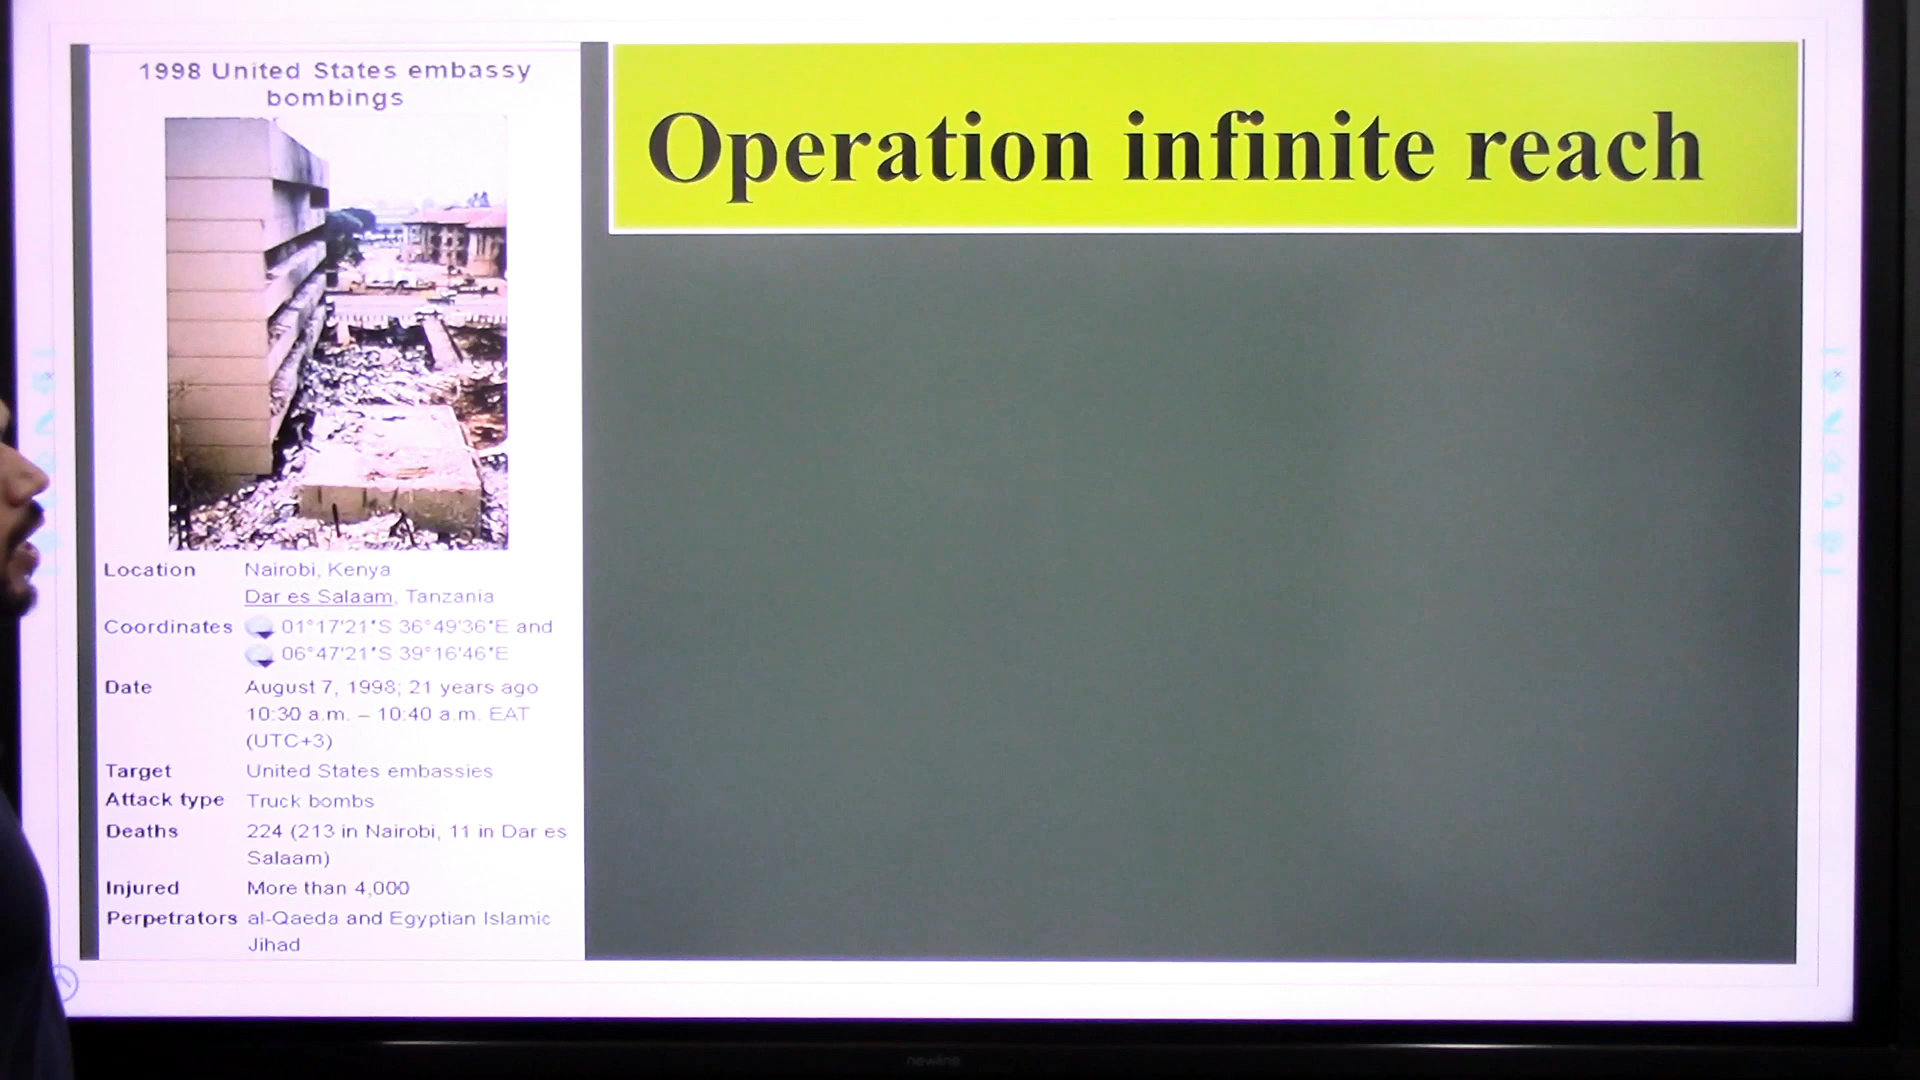 1998 United States embassy
bombings
Operation infinite reach
Location Nairobi, Kenya
Dar es Salaam, Tanzania
Coordinates 01°17'21"S 36°49'36"E and
06°47'21"S 39°16'46"E
Date August 7, 1998; 21 years ago
10:30 a.m. – 10:40 a.m. EAT
(UTC+3)
Target United States embassies
Attack type Truck bombs
Deaths 224 (213 in Nairobi, 11 in Dar es
Salaam)
Injured More than 4,000
Perpetrators al-Qaeda and Egyptian Islamic
Jihad
newline